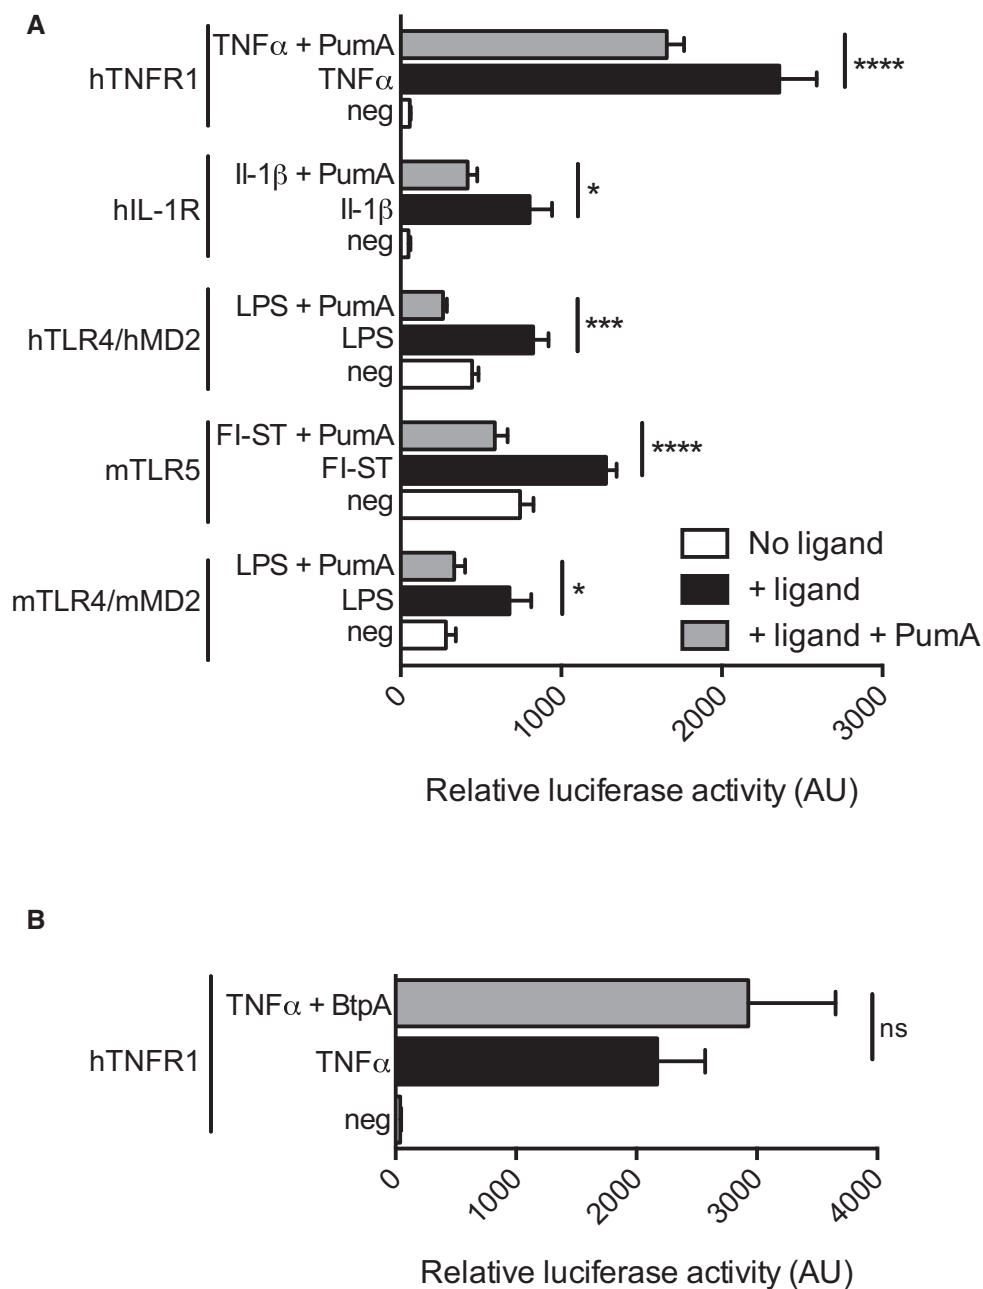 A
TNFα + PumA
hTNFR1
TNFα
neg
****
Il-1β + PumA
hIL-1R
Il-1β
neg
*
LPS + PumA
hTLR4/hMD2
LPS
neg
***
FI-ST + PumA
mTLR5
FI-ST
neg
****
LPS + PumA
mTLR4/mMD2
LPS
neg
*
No ligand
+ ligand
+ ligand + PumA
0 1000 2000 3000
Relative luciferase activity (AU)
B
TNFα + BtpA
hTNFR1
TNFα
neg
ns
0 1000 2000 3000 4000
Relative luciferase activity (AU)